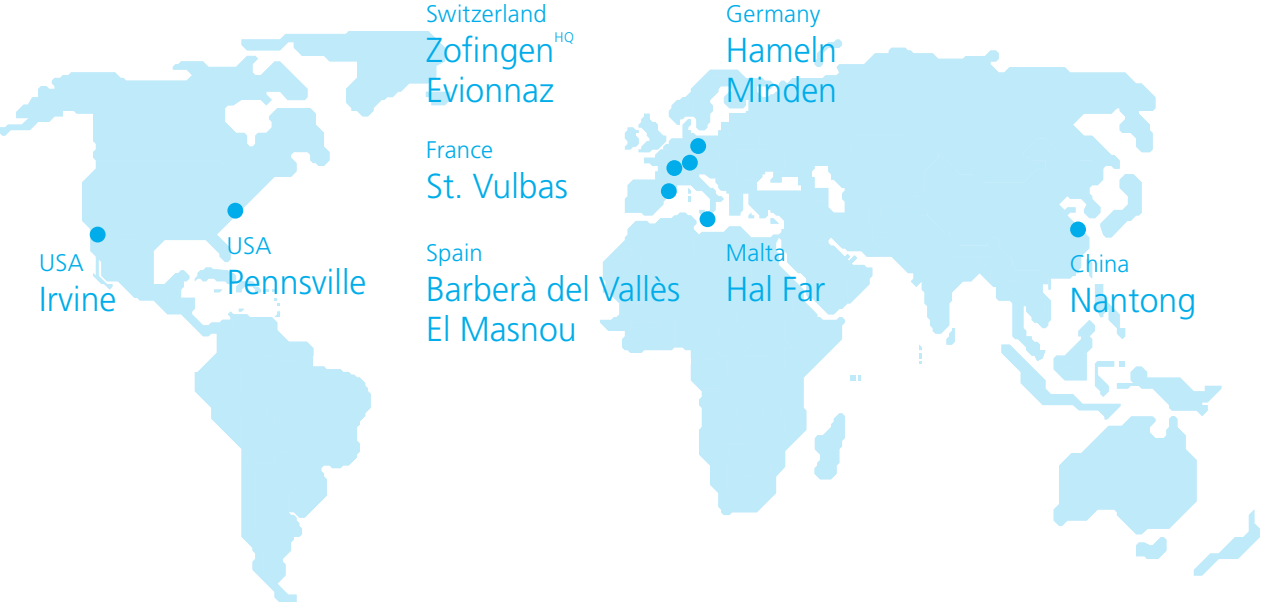 Switzerland
Zofingen HQ
Evionnaz
Germany
Hameln
Minden
France
St. Vulbas
USA
Irvine
USA
Pennsville
Spain
Barberà del Vallès
El Masnou
Malta
Hal Far
China
Nantong